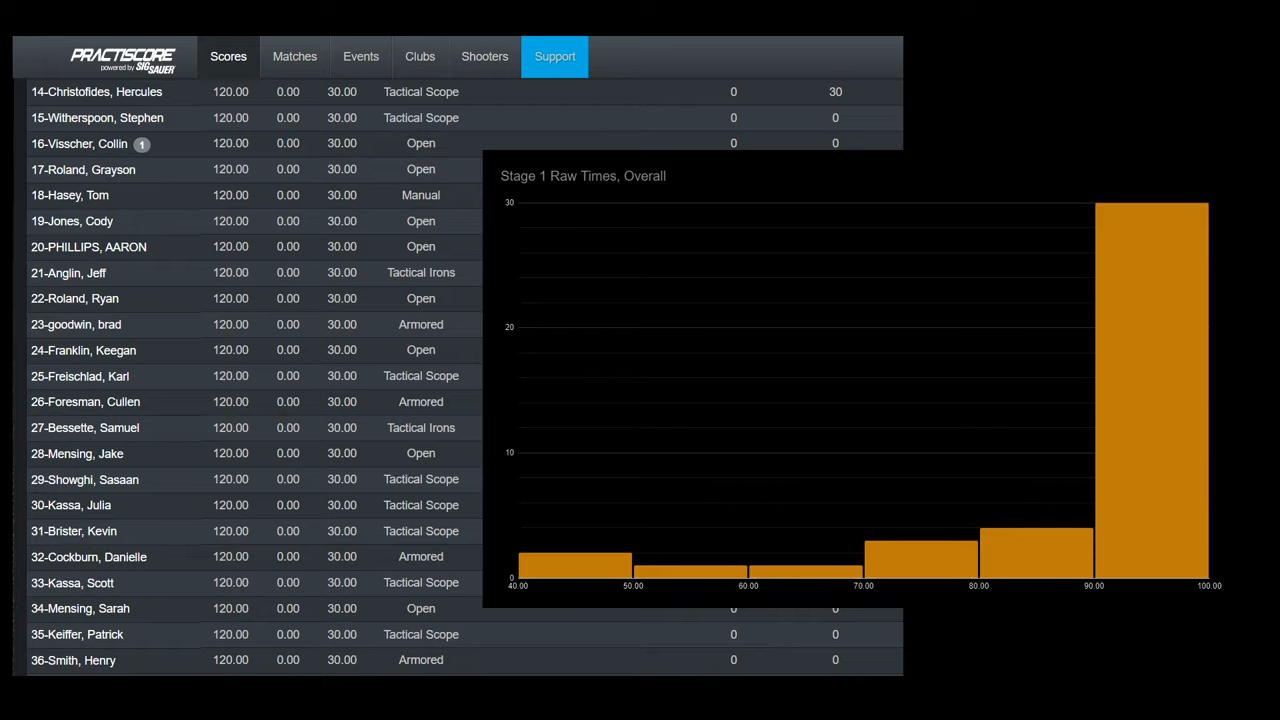 PRACTISCORE Scores Matches Events Clubs Shooters Support
powered by SIG SAUER
14-Christofides, Hercules 120.00 0.00 30.00 Tactical Scope 0 30
15-Witherspoon, Stephen 120.00 0.00 30.00 Tactical Scope 0 0
16-Visscher, Collin 1 120.00 0.00 30.00 Open 0 0
17-Roland, Grayson 120.00 0.00 30.00 Open
18-Hasey, Tom 120.00 0.00 30.00 Manual
19-Jones, Cody 120.00 0.00 30.00 Open
20-PHILLIPS, AARON 120.00 0.00 30.00 Open
21-Anglin, Jeff 120.00 0.00 30.00 Tactical Irons
22-Roland, Ryan 120.00 0.00 30.00 Open
23-goodwin, brad 120.00 0.00 30.00 Armored
24-Franklin, Keegan 120.00 0.00 30.00 Open
25-Freischlad, Karl 120.00 0.00 30.00 Tactical Scope
26-Foresman, Cullen 120.00 0.00 30.00 Armored
27-Bessette, Samuel 120.00 0.00 30.00 Tactical Irons
28-Mensing, Jake 120.00 0.00 30.00 Open
29-Showghi, Sasaan 120.00 0.00 30.00 Tactical Scope
30-Kassa, Julia 120.00 0.00 30.00 Tactical Scope
31-Brister, Kevin 120.00 0.00 30.00 Tactical Scope
32-Cockburn, Danielle 120.00 0.00 30.00 Armored
33-Kassa, Scott 120.00 0.00 30.00 Tactical Scope
34-Mensing, Sarah 120.00 0.00 30.00 Open 0 0
35-Keiffer, Patrick 120.00 0.00 30.00 Tactical Scope 0 0
36-Smith, Henry 120.00 0.00 30.00 Armored 0 0
Stage 1 Raw Times, Overall
30
20
10
0
40.00 50.00 60.00 70.00 80.00 90.00 100.00